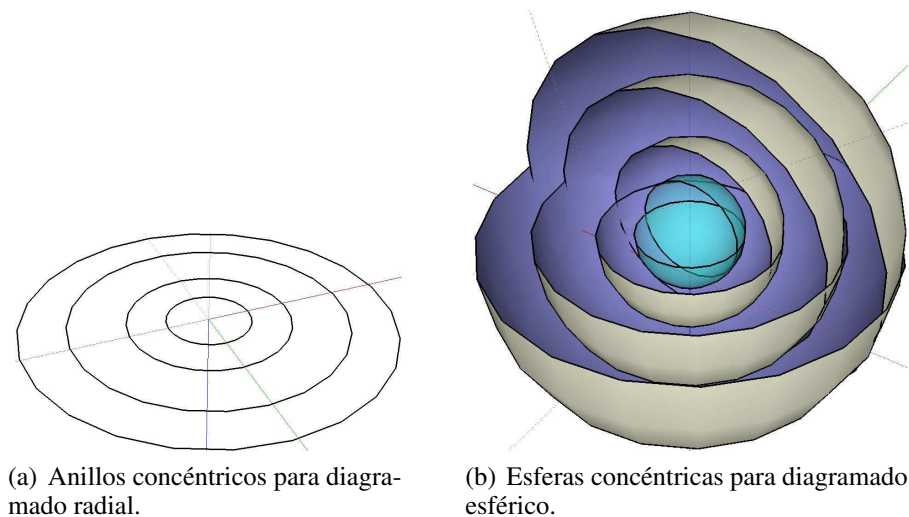 (a) Anillos concéntricos para diagra-
mado radial.
(b) Esferas concéntricas para diagramado
esférico.